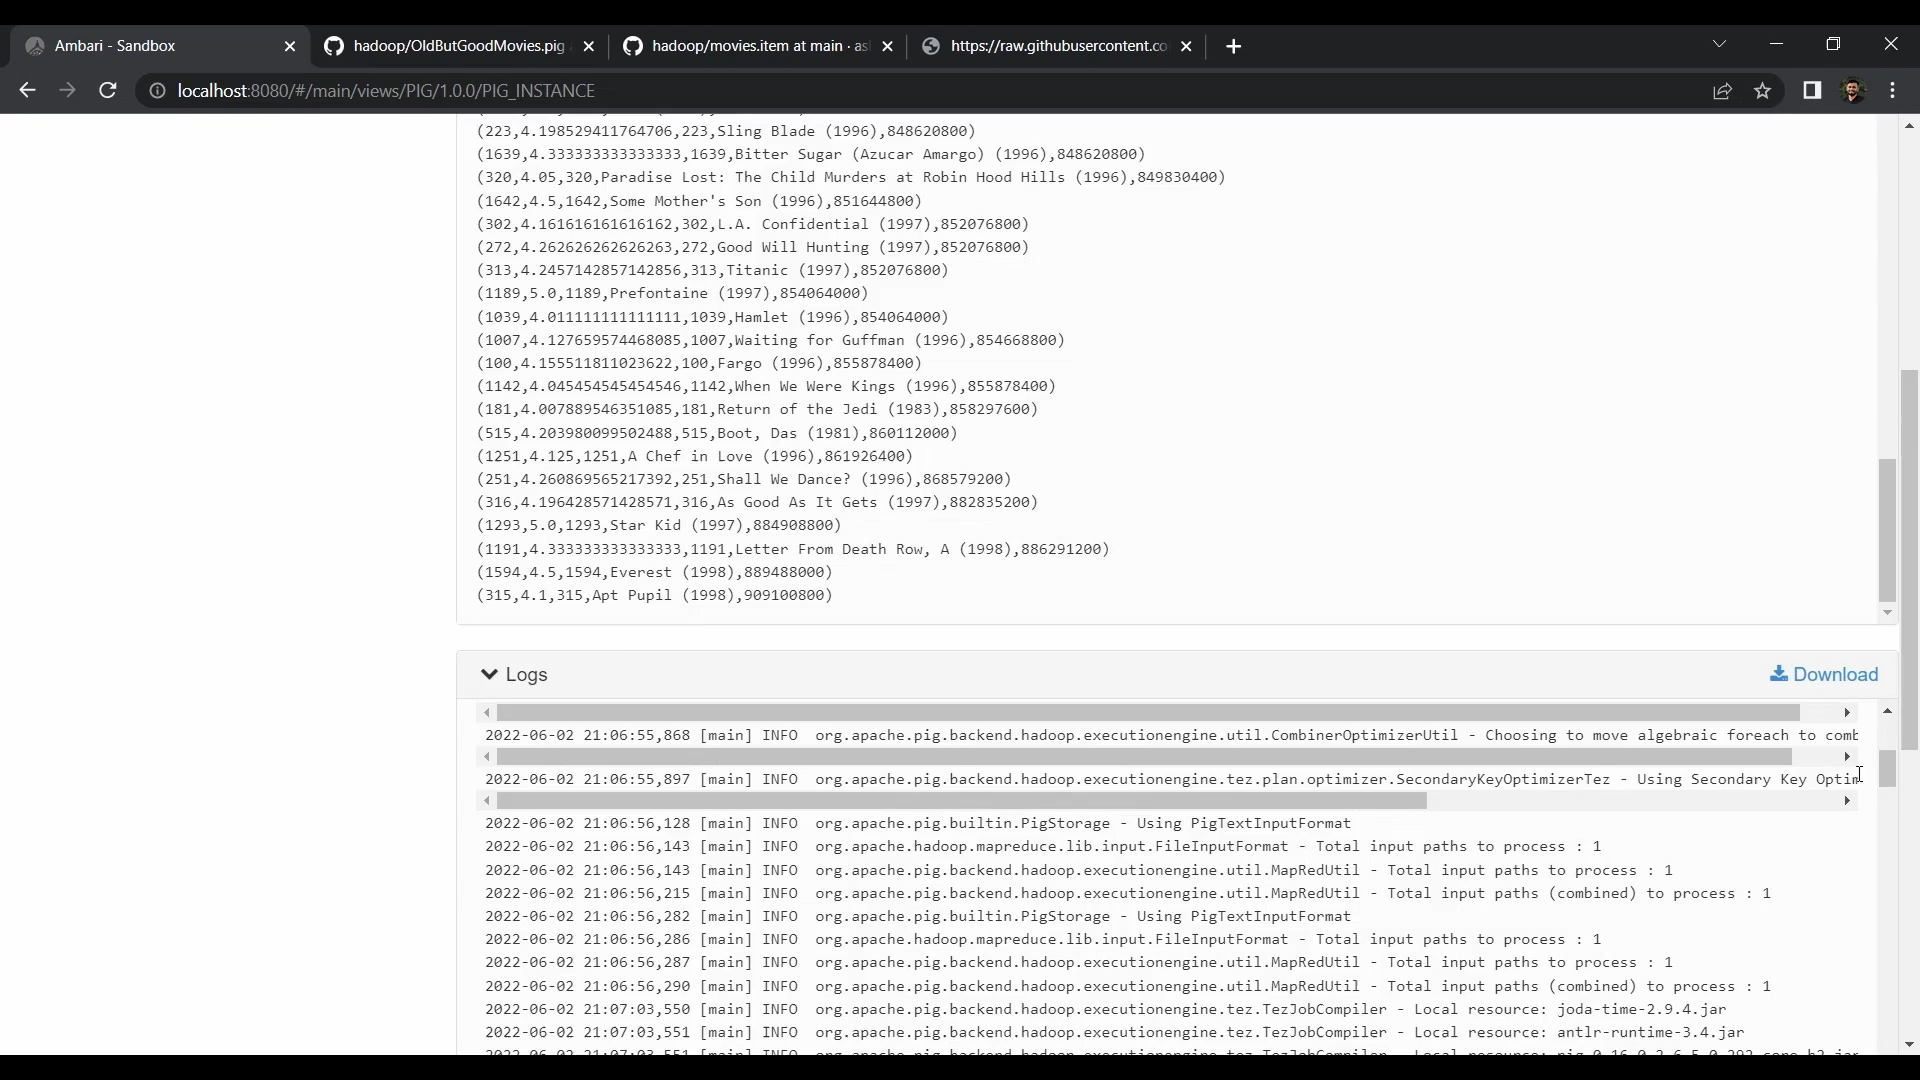 Ambari - Sandbox
hadoop/OldButGoodMovies.pig
hadoop/movies.item at main · as
https://raw.githubusercontent.co
localhost:8080/#/main/views/PIG/1.0.0/PIG_INSTANCE
(223,4.198529411764706,223,Sling Blade (1996),848620800)
(1639,4.333333333333333,1639,Bitter Sugar (Azucar Amargo) (1996),848620800)
(320,4.05,320,Paradise Lost: The Child Murders at Robin Hood Hills (1996),849830400)
(1642,4.5,1642,Some Mother's Son (1996),851644800)
(302,4.161616161616162,302,L.A. Confidential (1997),852076800)
(272,4.262626262626263,272,Good Will Hunting (1997),852076800)
(313,4.2457142857142856,313,Titanic (1997),852076800)
(1189,5.0,1189,Prefontaine (1997),854064000)
(1039,4.011111111111111,1039,Hamlet (1996),854064000)
(1007,4.127659574468085,1007,Waiting for Guffman (1996),854668800)
(100,4.155511811023622,100,Fargo (1996),855878400)
(1142,4.045454545454546,1142,When We Were Kings (1996),855878400)
(181,4.007889546351085,181,Return of the Jedi (1983),858297600)
(515,4.203980099502488,515,Boot, Das (1981),860112000)
(1251,4.125,1251,A Chef in Love (1996),861926400)
(251,4.260869565217392,251,Shall We Dance? (1996),868579200)
(316,4.196428571428571,316,As Good As It Gets (1997),882835200)
(1293,5.0,1293,Star Kid (1997),884908800)
(1191,4.333333333333333,1191,Letter From Death Row, A (1998),886291200)
(1594,4.5,1594,Everest (1998),889488000)
(315,4.1,315,Apt Pupil (1998),909100800)
Logs
Download
2022-06-02 21:06:55,868 [main] INFO  org.apache.pig.backend.hadoop.executionengine.util.CombinerOptimizerUtil - Choosing to move algebraic foreach to comb
2022-06-02 21:06:55,897 [main] INFO  org.apache.pig.backend.hadoop.executionengine.tez.plan.optimizer.SecondaryKeyOptimizerTez - Using Secondary Key Optim
2022-06-02 21:06:56,128 [main] INFO  org.apache.pig.builtin.PigStorage - Using PigTextInputFormat
2022-06-02 21:06:56,143 [main] INFO  org.apache.hadoop.mapreduce.lib.input.FileInputFormat - Total input paths to process : 1
2022-06-02 21:06:56,143 [main] INFO  org.apache.pig.backend.hadoop.executionengine.util.MapRedUtil - Total input paths to process : 1
2022-06-02 21:06:56,215 [main] INFO  org.apache.pig.backend.hadoop.executionengine.util.MapRedUtil - Total input paths (combined) to process : 1
2022-06-02 21:06:56,282 [main] INFO  org.apache.pig.builtin.PigStorage - Using PigTextInputFormat
2022-06-02 21:06:56,286 [main] INFO  org.apache.hadoop.mapreduce.lib.input.FileInputFormat - Total input paths to process : 1
2022-06-02 21:06:56,287 [main] INFO  org.apache.pig.backend.hadoop.executionengine.util.MapRedUtil - Total input paths to process : 1
2022-06-02 21:06:56,290 [main] INFO  org.apache.pig.backend.hadoop.executionengine.util.MapRedUtil - Total input paths (combined) to process : 1
2022-06-02 21:07:03,550 [main] INFO  org.apache.pig.backend.hadoop.executionengine.tez.TezJobCompiler - Local resource: joda-time-2.9.4.jar
2022-06-02 21:07:03,551 [main] INFO  org.apache.pig.backend.hadoop.executionengine.tez.TezJobCompiler - Local resource: antlr-runtime-3.4.jar